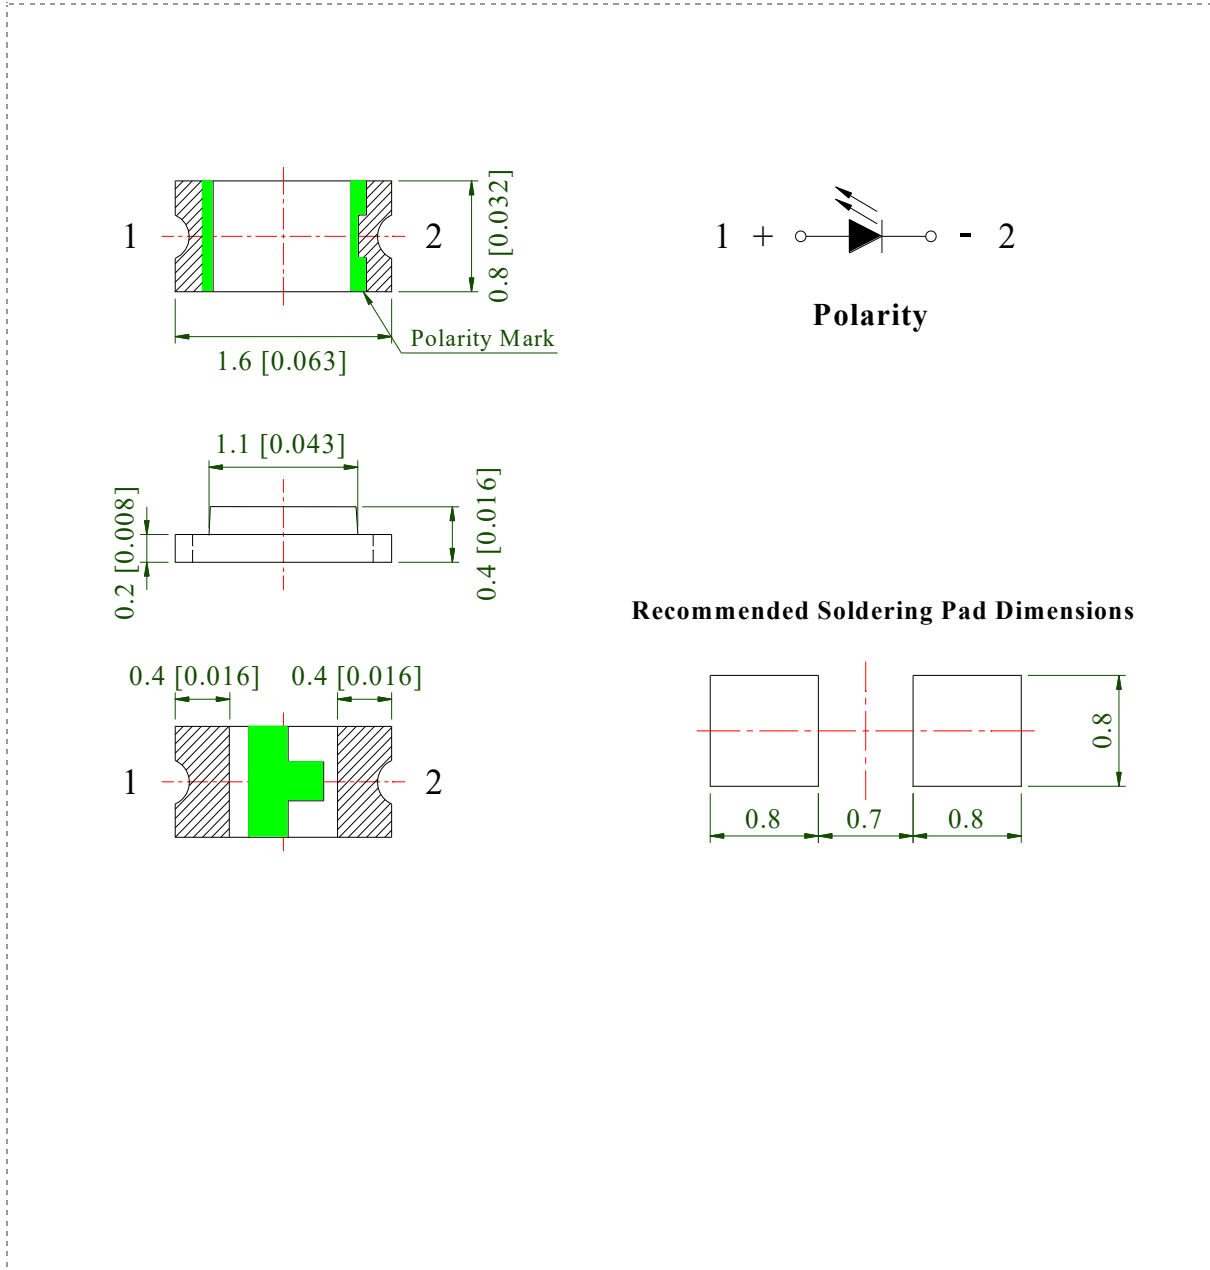 1
2
0.8 [0.032]
Polarity Mark
1.6 [0.063]
1 + - 2
Polarity
1.1 [0.043]
0.2 [0.008]
0.4 [0.016]
Recommended Soldering Pad Dimensions
0.4 [0.016] 0.4 [0.016]
1
2
0.8
0.8 0.7 0.8